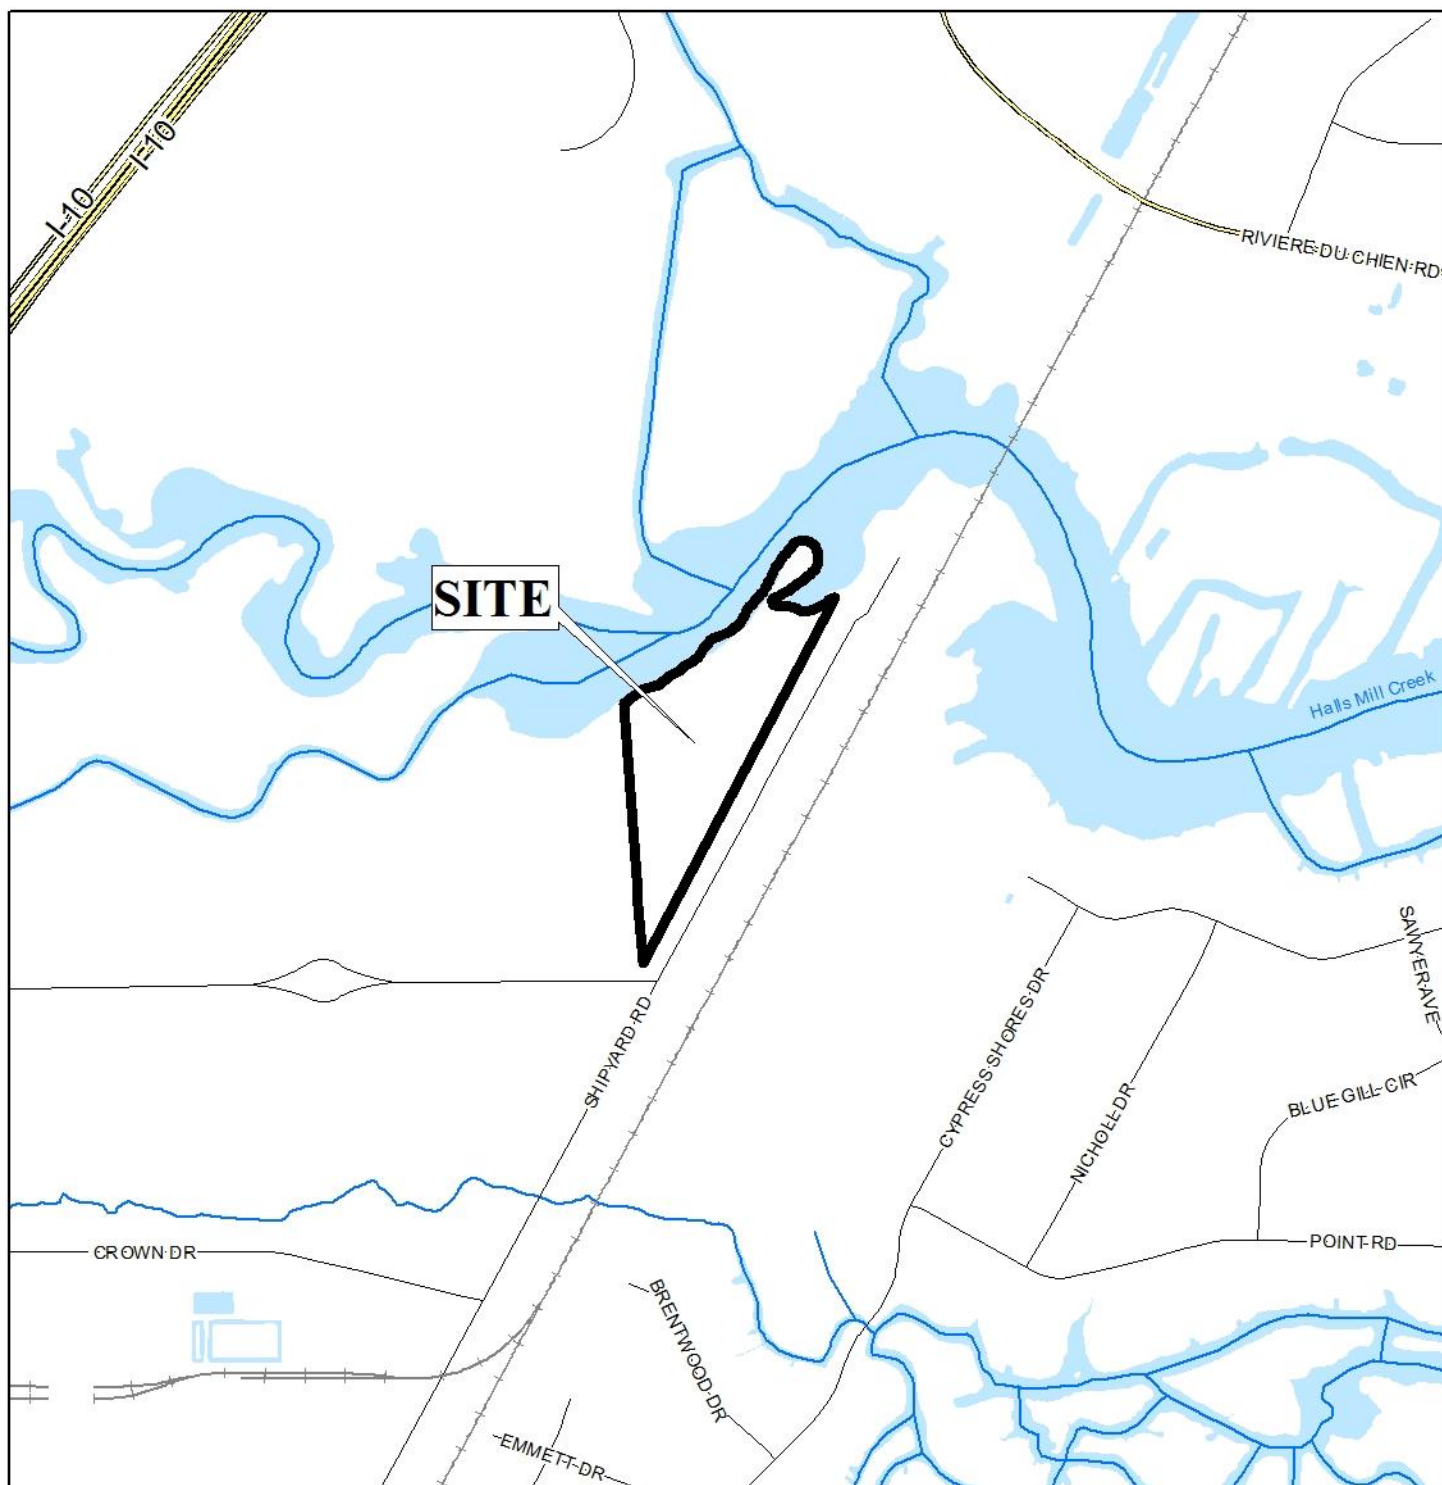 I-10
I-10
RIVIERE DU CHIEN RD
SITE
Halls Mill Creek
SAWYER AVE
SHIPYARD RD
CYPRESS SHORES DR
NICHOLL DR
BLUE GILL CIR
CROWN DR
POINT RD
BRENTWOOD DR
EMMETT DR